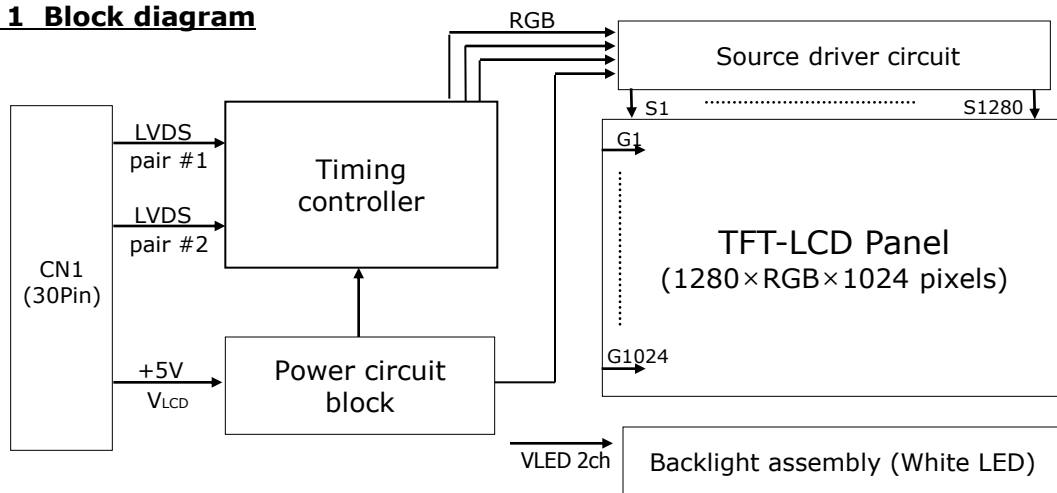 1 Block diagram
RGB
Source driver circuit
S1
S1280
LVDS
pair #1
LVDS
pair #2
Timing
controller
G1
TFT-LCD Panel
(1280×RGB×1024 pixels)
CN1
(30Pin)
G1024
+5V
VLCD
Power circuit
block
VLED 2ch
Backlight assembly (White LED)